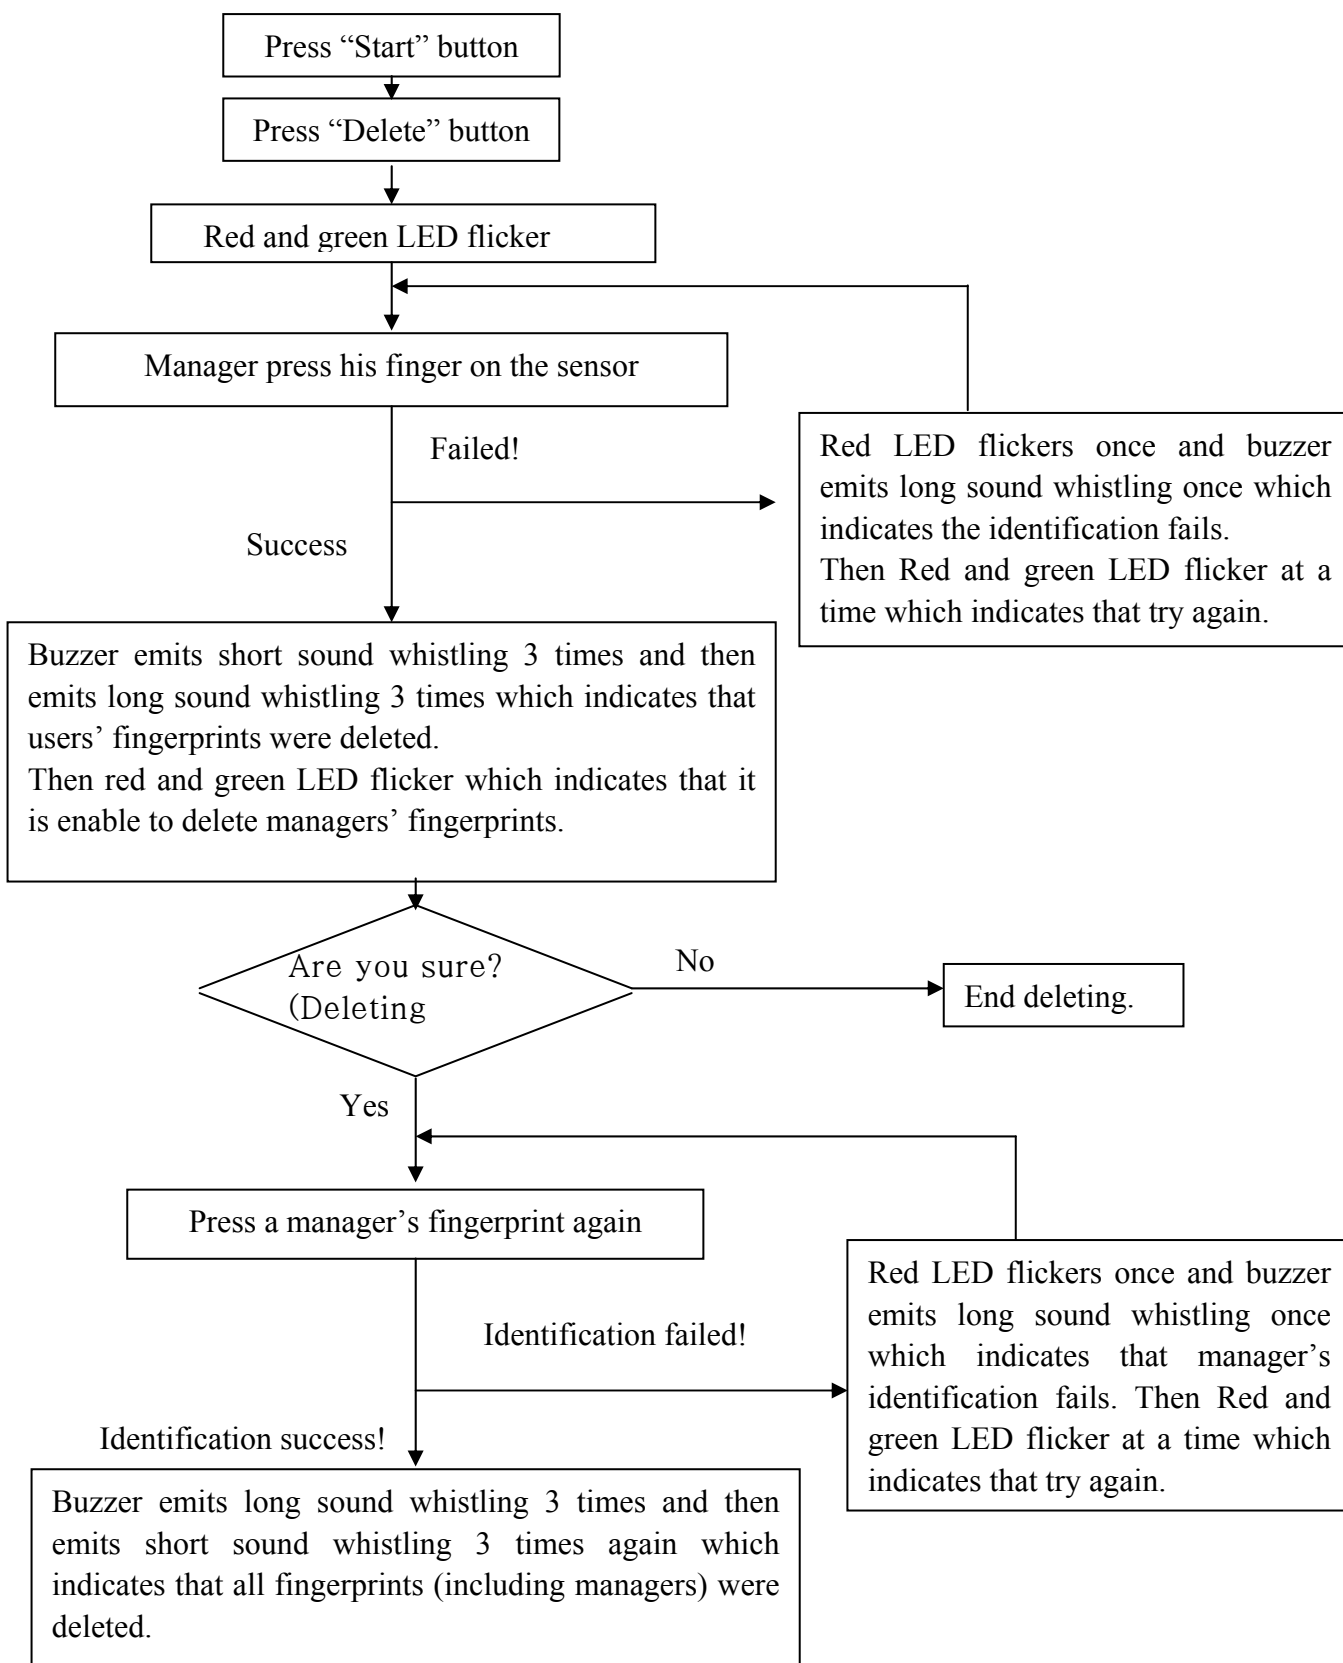 Press “Start” button
Press “Delete” button
Red and green LED flicker
Manager press his finger on the sensor
Failed!
Red LED flickers once and buzzer
emits long sound whistling once which
indicates the identification fails.
Then Red and green LED flicker at a
time which indicates that try again.
Success
Buzzer emits short sound whistling 3 times and then
emits long sound whistling 3 times which indicates that
users’ fingerprints were deleted.
Then red and green LED flicker which indicates that it
is enable to delete managers’ fingerprints.
Are you sure?
(Deleting
No
End deleting.
Yes
Press a manager’s fingerprint again
Identification failed!
Red LED flickers once and buzzer
emits long sound whistling once
which indicates that manager’s
identification fails. Then Red and
green LED flicker at a time which
indicates that try again.
Identification success!
Buzzer emits long sound whistling 3 times and then
emits short sound whistling 3 times again which
indicates that all fingerprints (including managers) were
deleted.